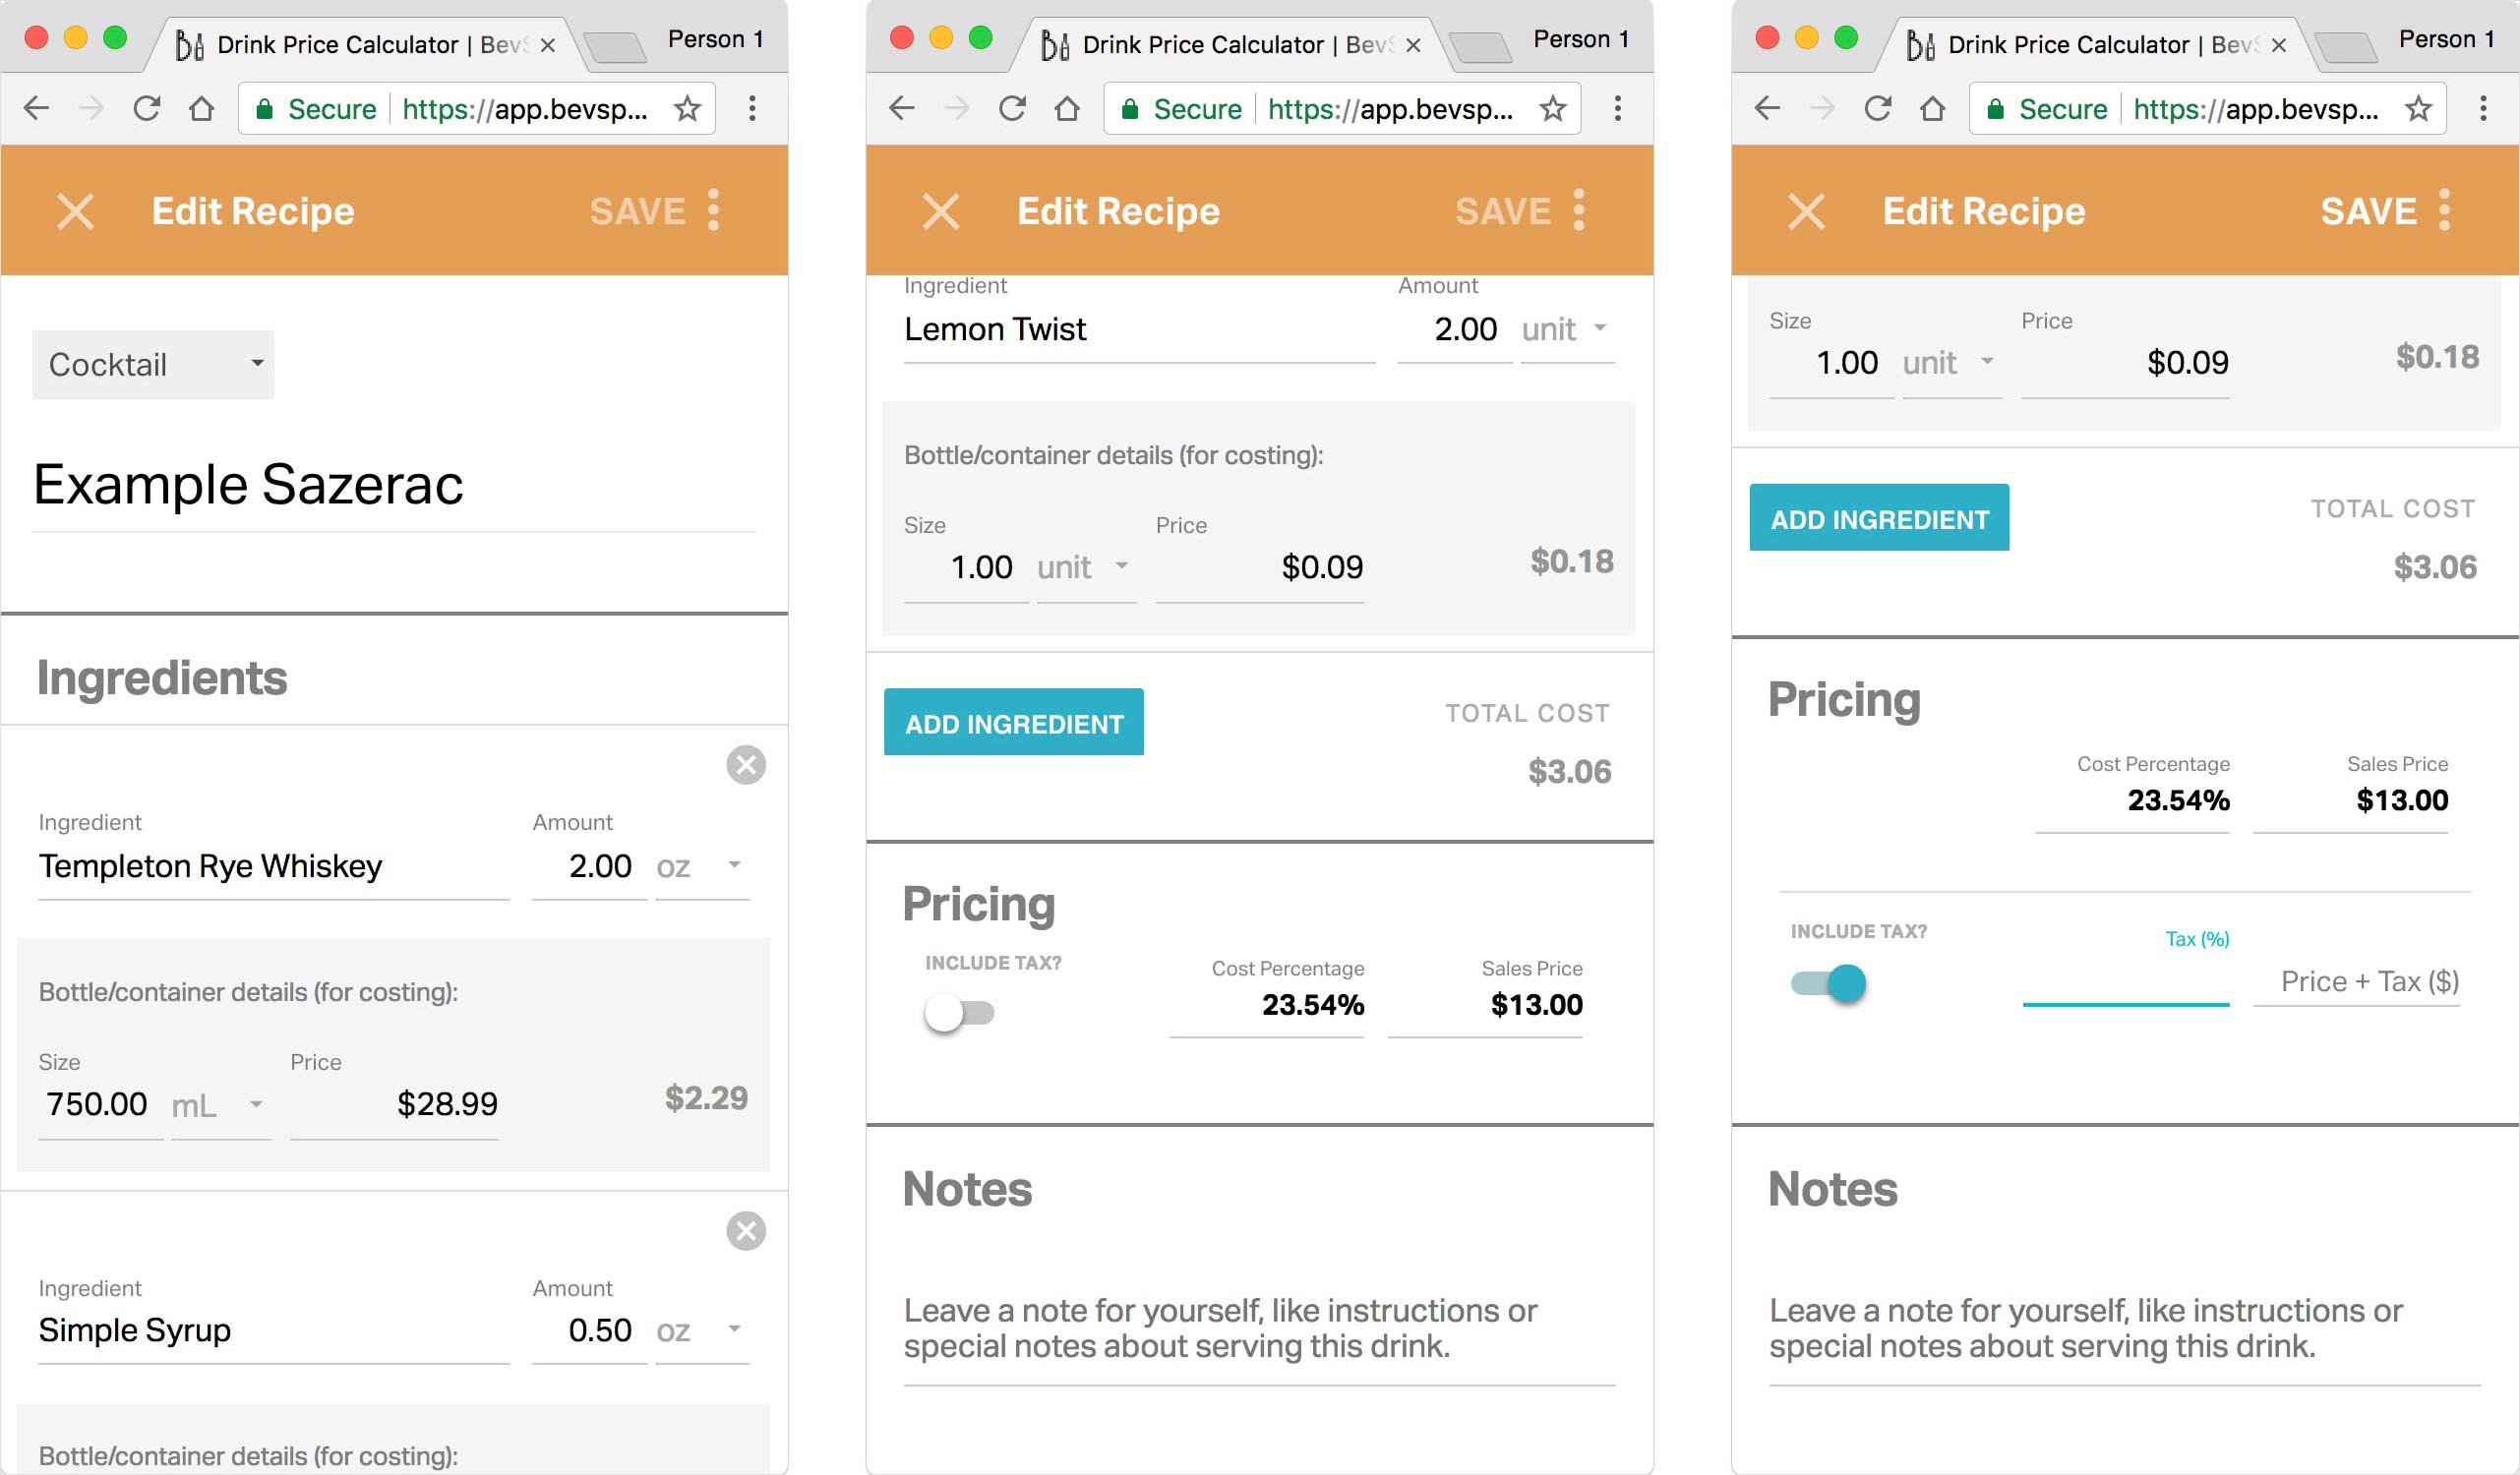 Drink Price Calculator | BevS
Person 1
Secure
https://app.bevsp...
Edit Recipe
SAVE
Cocktail
Example Sazerac
Ingredients
Ingredient
Amount
Templeton Rye Whiskey
2.00 oz
Bottle/container details (for costing):
Size
Price
750.00 mL
$28.99
$2.29
Ingredient
Amount
Simple Syrup
0.50 oz
Bottle/container details (for costing):
Drink Price Calculator | BevS
Person 1
Secure
https://app.bevsp...
Edit Recipe
SAVE
Ingredient
Amount
Lemon Twist
2.00 unit
Bottle/container details (for costing):
Size
Price
1.00 unit
$0.09
$0.18
ADD INGREDIENT
TOTAL COST
$3.06
Pricing
INCLUDE TAX?
Cost Percentage
Sales Price
23.54%
$13.00
Notes
Leave a note for yourself, like instructions or
special notes about serving this drink.
Drink Price Calculator | BevS
Person 1
Secure
https://app.bevsp...
Edit Recipe
SAVE
Size
Price
1.00 unit
$0.09
$0.18
ADD INGREDIENT
TOTAL COST
$3.06
Pricing
Cost Percentage
Sales Price
23.54%
$13.00
INCLUDE TAX?
Tax (%)
Price + Tax ($)
Notes
Leave a note for yourself, like instructions or
special notes about serving this drink.